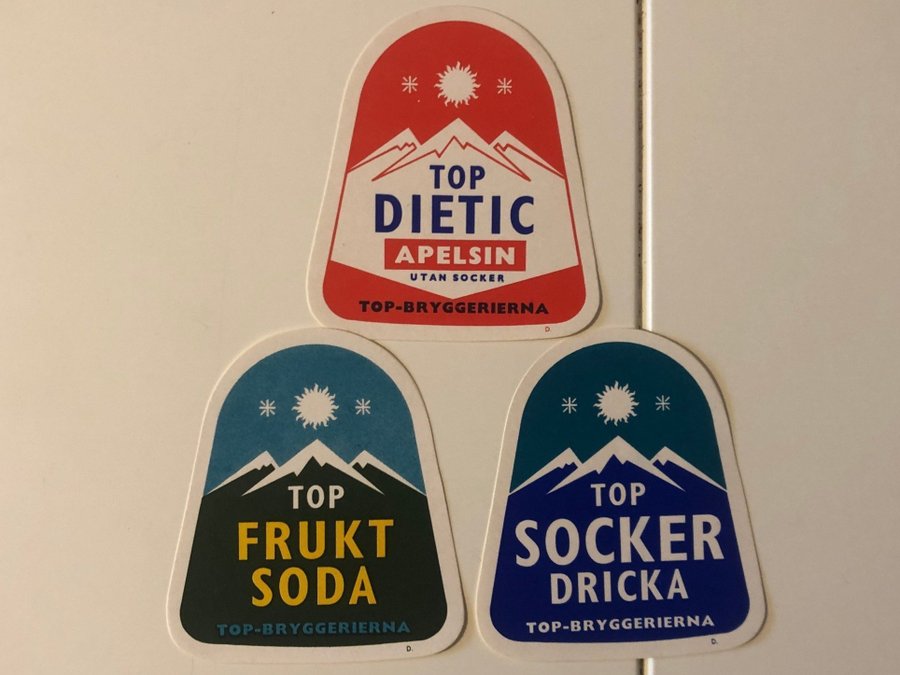 TOP
DIETIC
APELSIN
UTAN SOCKER
TOP-BRYGGERIERNA
D.
TOP
FRUKT
SODA
TOP-BRYGGERIERNA
D.
TOP
SOCKER
DRICKA
TOP-BRYGGERIERNA
D.